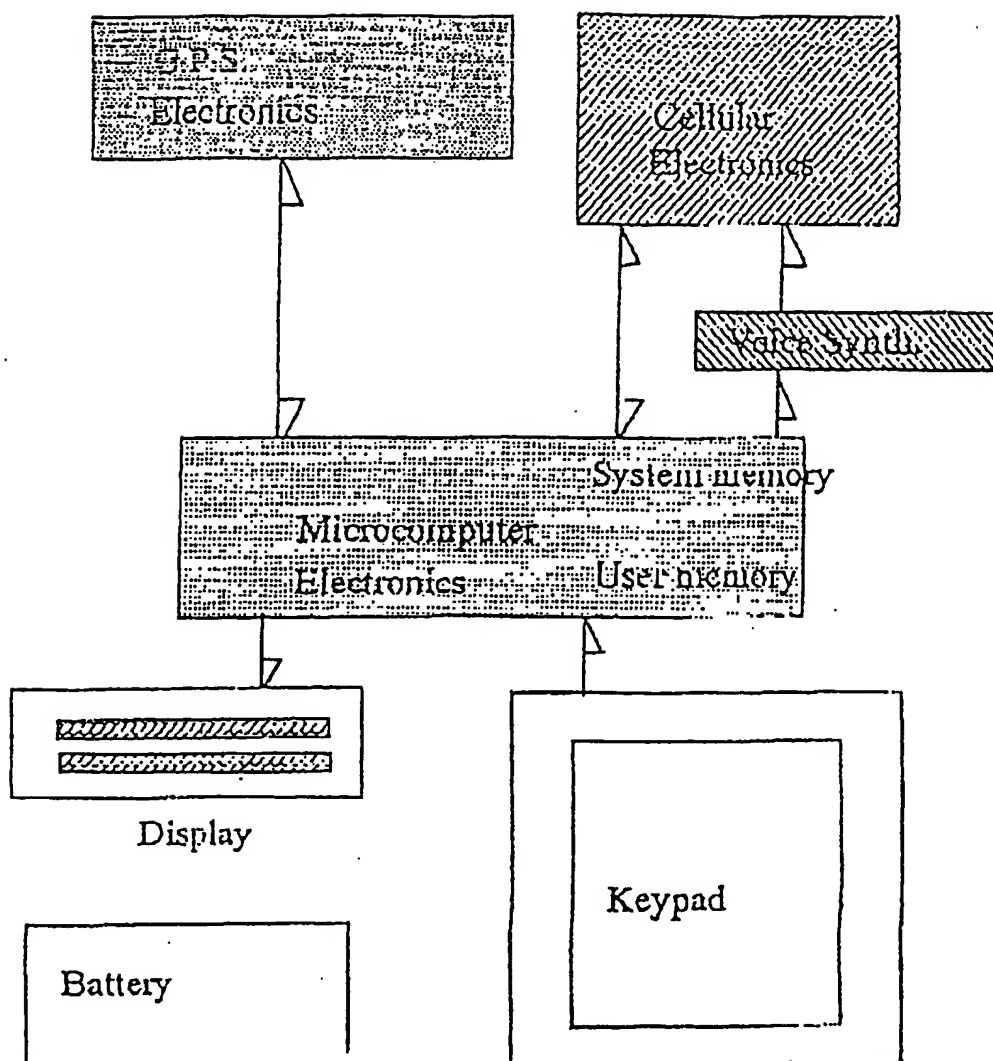 G.P.S.
Electronics
Cellular
Electronics
Voice Synth.
System memory
Microcomputer
Electronics
User memory
Display
Keypad
Battery